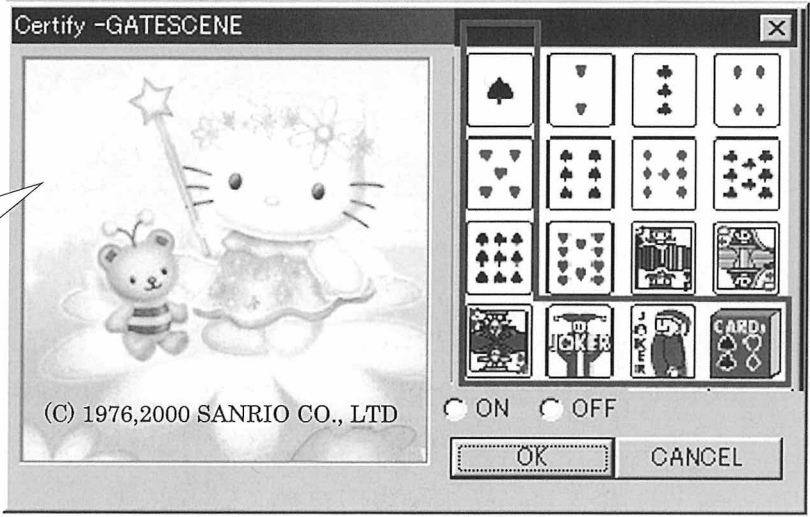 Certify -GATESCENE
JOKER
JOKER
CARDs
(C) 1976,2000 SANRIO CO., LTD
ON OFF
OK CANCEL